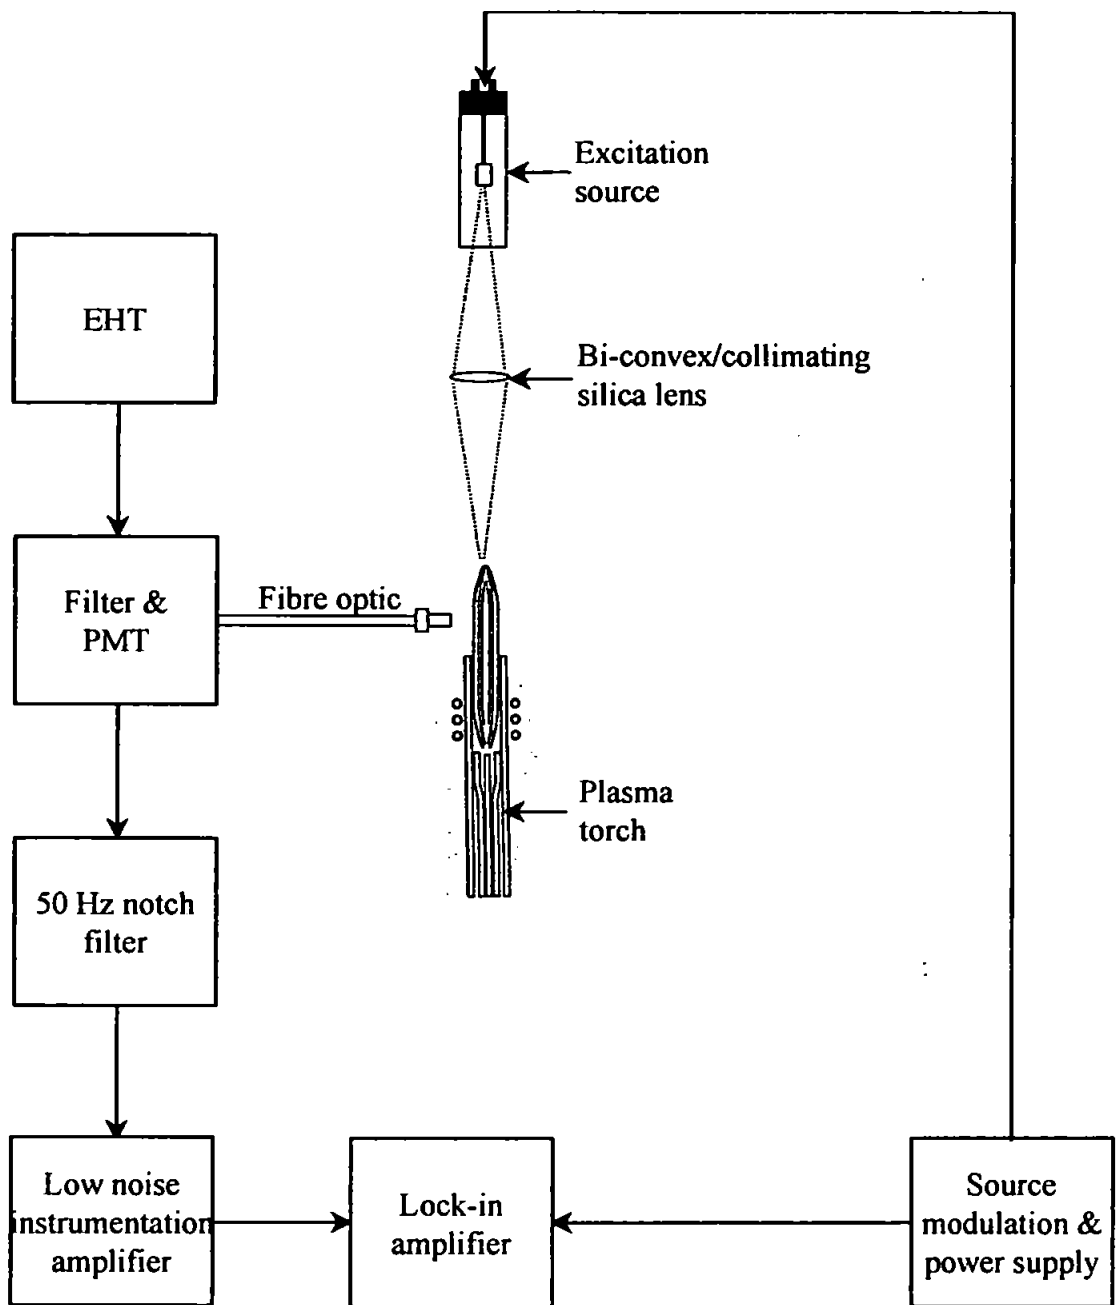 Excitation
source
EHT
Bi-convex/collimating
silica lens
Filter &
PMT
Fibre optic
Plasma
torch
50 Hz notch
filter
Low noise
instrumentation
amplifier
Lock-in
amplifier
Source
modulation &
power supply